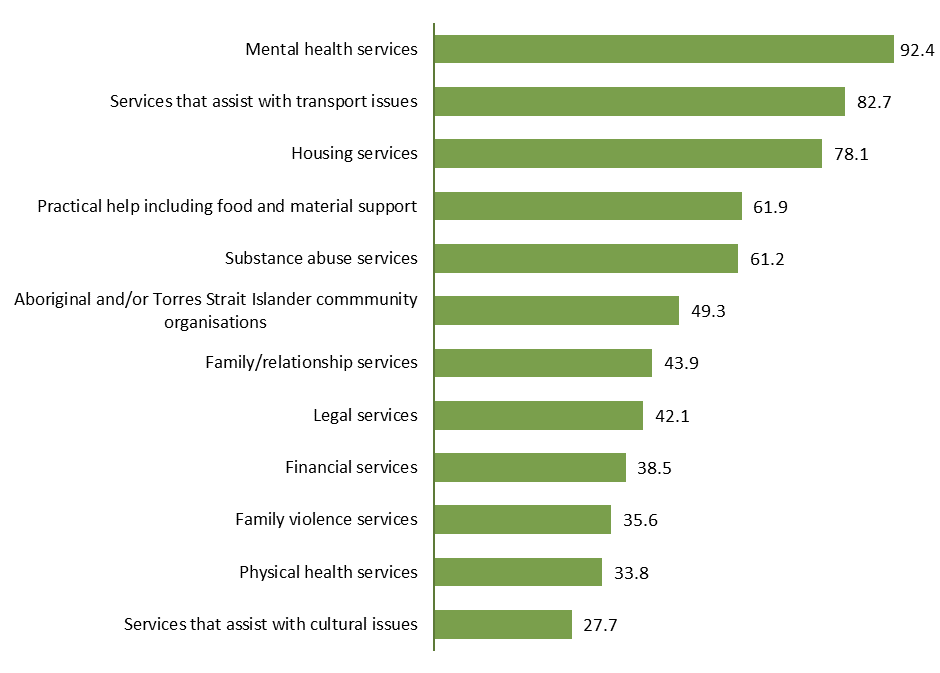 Mental health services 92.4
Services that assist with transport issues 82.7
Housing services 78.1
Practical help including food and material support 61.9
Substance abuse services 61.2
Aboriginal and/or Torres Strait Islander commmunity
organisations 49.3
Family/relationship services 43.9
Legal services 42.1
Financial services 38.5
Family violence services 35.6
Physical health services 33.8
Services that assist with cultural issues 27.7